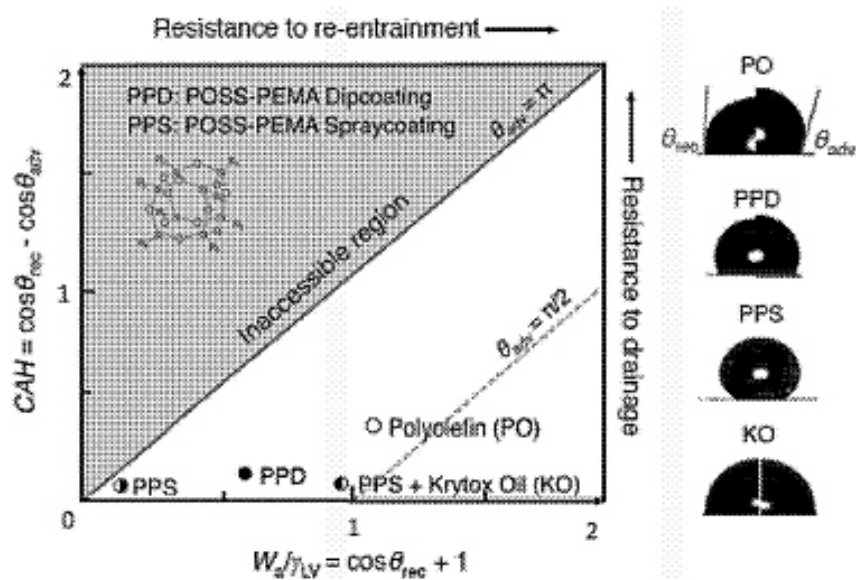 Resistance to re-entrainment
2
PPD: POSS-PEMA Dipcoating
PPS: POSS-PEMA Spraycoating
θadv = π
Inaccessible region
1
θadv = π/2
CAH = cosθrec - cosθadv
Polyolefin (PO)
PPS
PPD
PPS + Krytox Oil (KO)
0
1
2
Wa/γLV = cosθrec + 1
Resistance to drainage
PO
θrec
θadv
PPD
PPS
KO